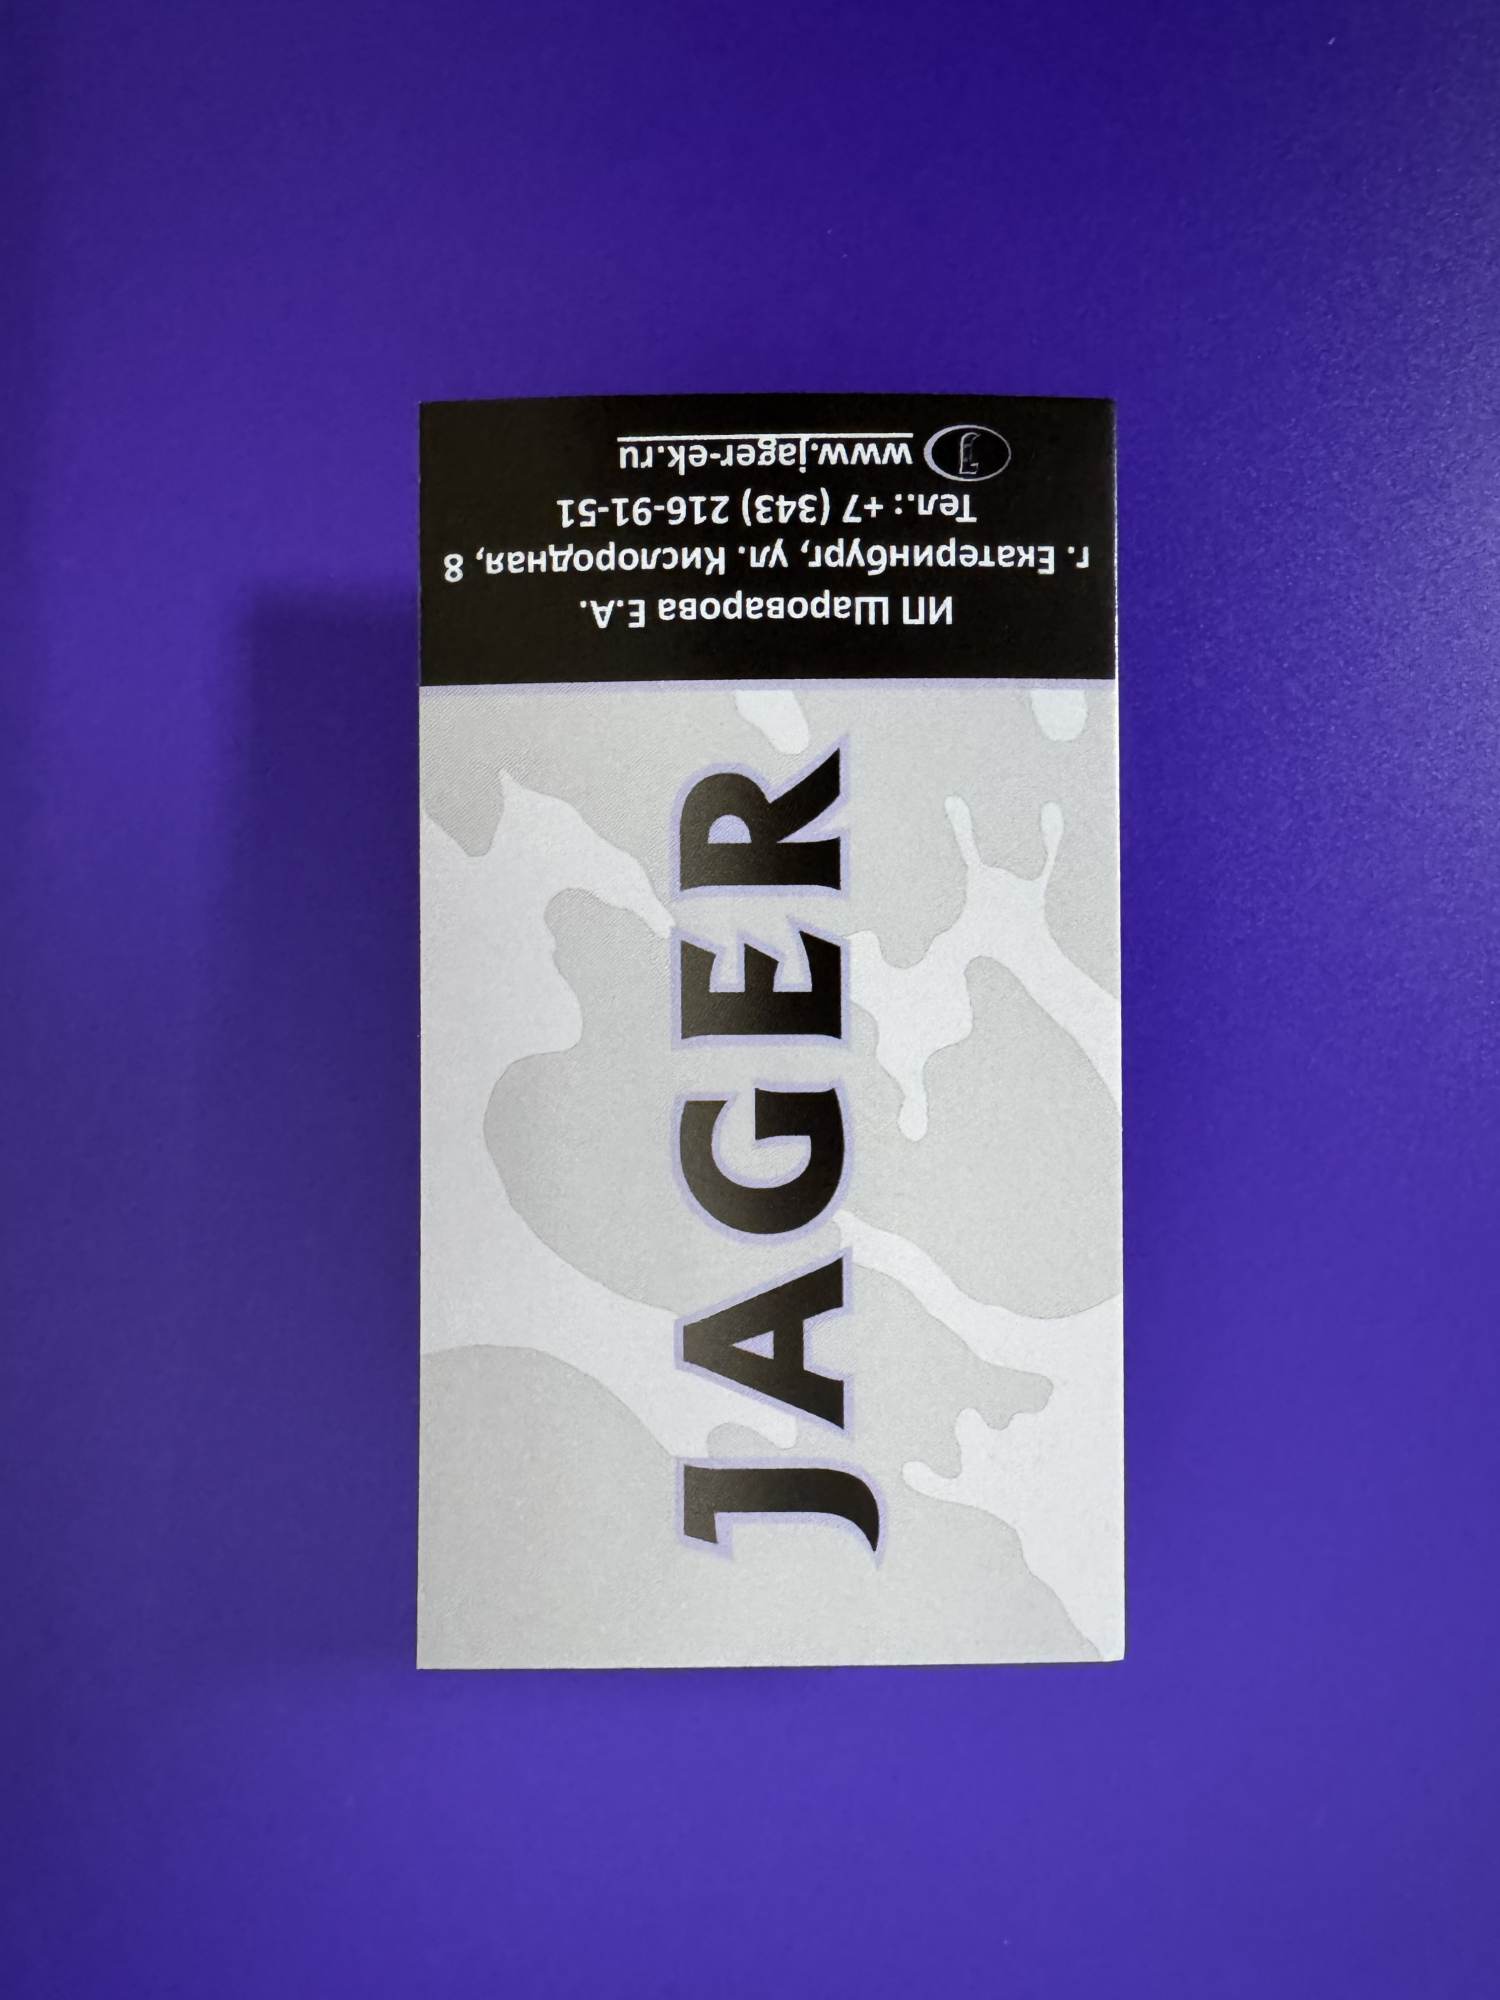 JAGER
ИП Шароварова Е.А.
г. Екатеринбург, ул. Кислородная, 8
Тел.: +7 (343) 216-91-51
www.jager-ek.ru
J